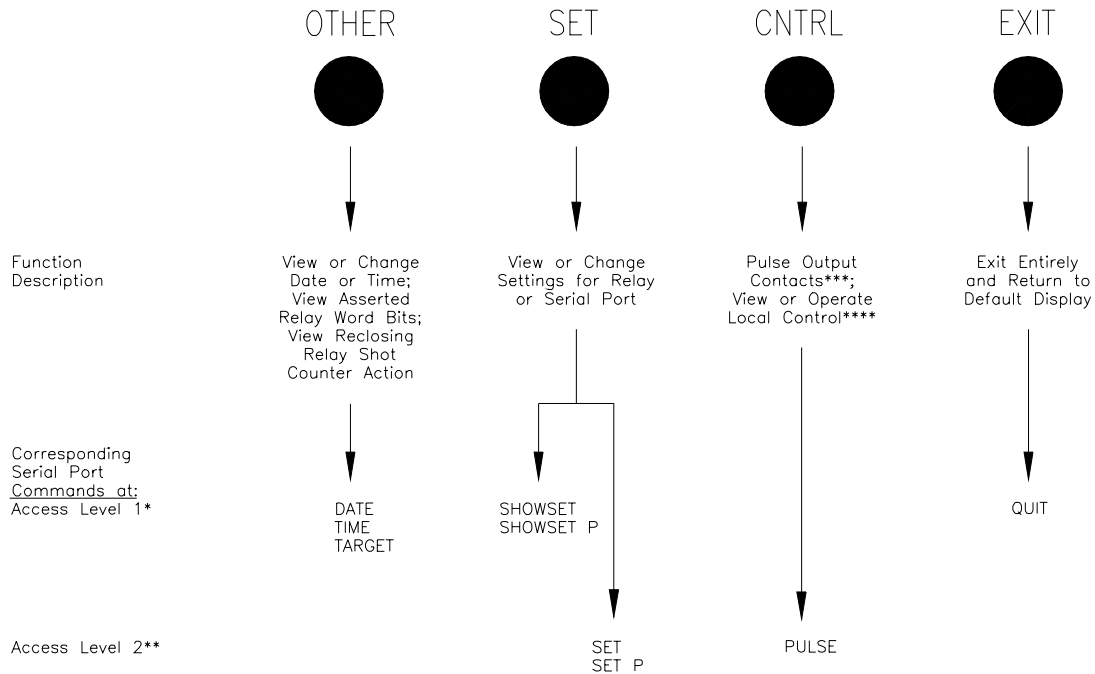 OTHER
SET
CNTRL
EXIT
Function
Description
View or Change
Date or Time;
View Asserted
Relay Word Bits;
View Reclosing
Relay Shot
Counter Action
View or Change
Settings for Relay
or Serial Port
Pulse Output
Contacts***;
View or Operate
Local Control****
Exit Entirely
and Return to
Default Display
Corresponding
Serial Port
Commands at:
Access Level 1*
DATE
TIME
TARGET
SHOWSET
SHOWSET P
QUIT
Access Level 2**
SET
SET P
PULSE